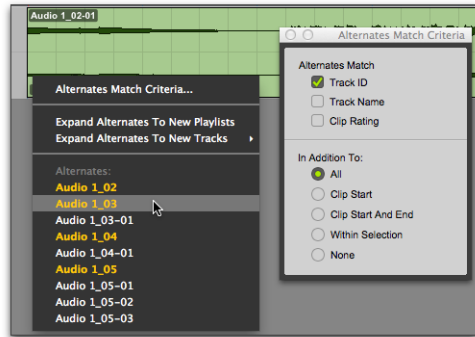 Audio 1_02-01
Alternates Match Criteria...
Expand Alternates To New Playlists
Expand Alternates To New Tracks
Alternates:
Audio 1_02
Audio 1_03
Audio 1_03-01
Audio 1_04
Audio 1_04-01
Audio 1_05
Audio 1_05-01
Audio 1_05-02
Audio 1_05-03
Alternates Match Criteria
Alternates Match
Track ID
Track Name
Clip Rating
In Addition To:
All
Clip Start
Clip Start And End
Within Selection
None